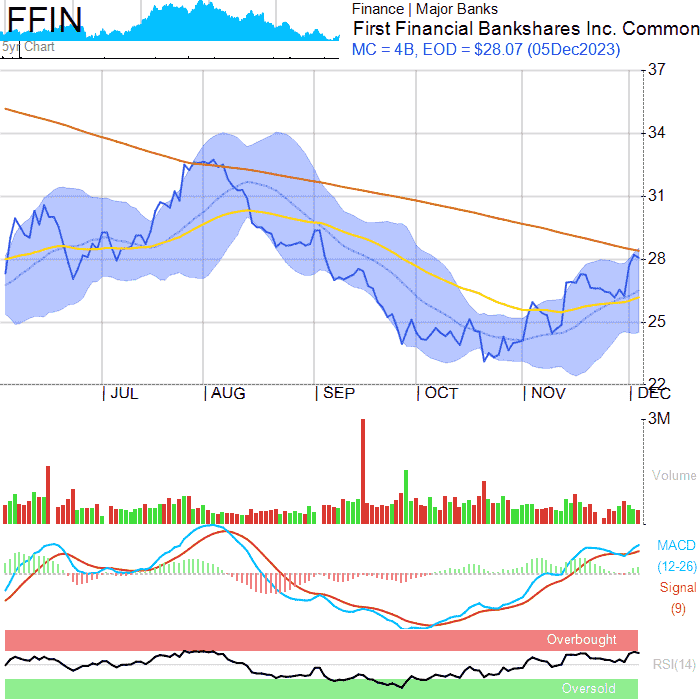 FFIN
5yr Chart
Finance | Major Banks
First Financial Bankshares Inc. Common
MC = 4B, EOD = $28.07 (05Dec2023)
37
34
31
28
25
22
| JUL | AUG | SEP | OCT | NOV | DEC
3M
Volume
MACD
(12-26)
Signal
(9)
Overbought
RSI(14)
Oversold